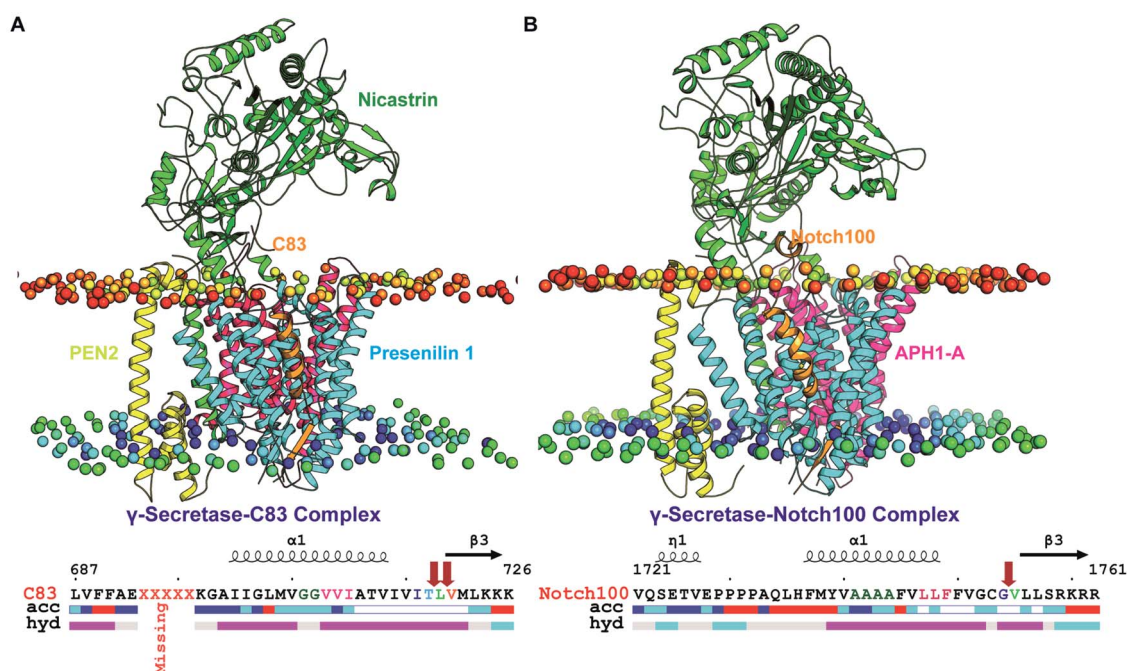 A
B
Nicastrin
C83
Notch100
PEN2
Presenilin 1
APH1-A
γ-Secretase-C83 Complex
γ-Secretase-Notch100 Complex
α1
β3
687
726
C83 LVFFAEXXXXXKGAIIGLMVGGVVIATVIVITLVMLKKK
acc
hyd
Missing
η1
α1
β3
1721
1761
Notch100 VQSETVEPPPPAQLHFMYVAAAAFVLLFFVGCGVLLSRKRR
acc
hyd